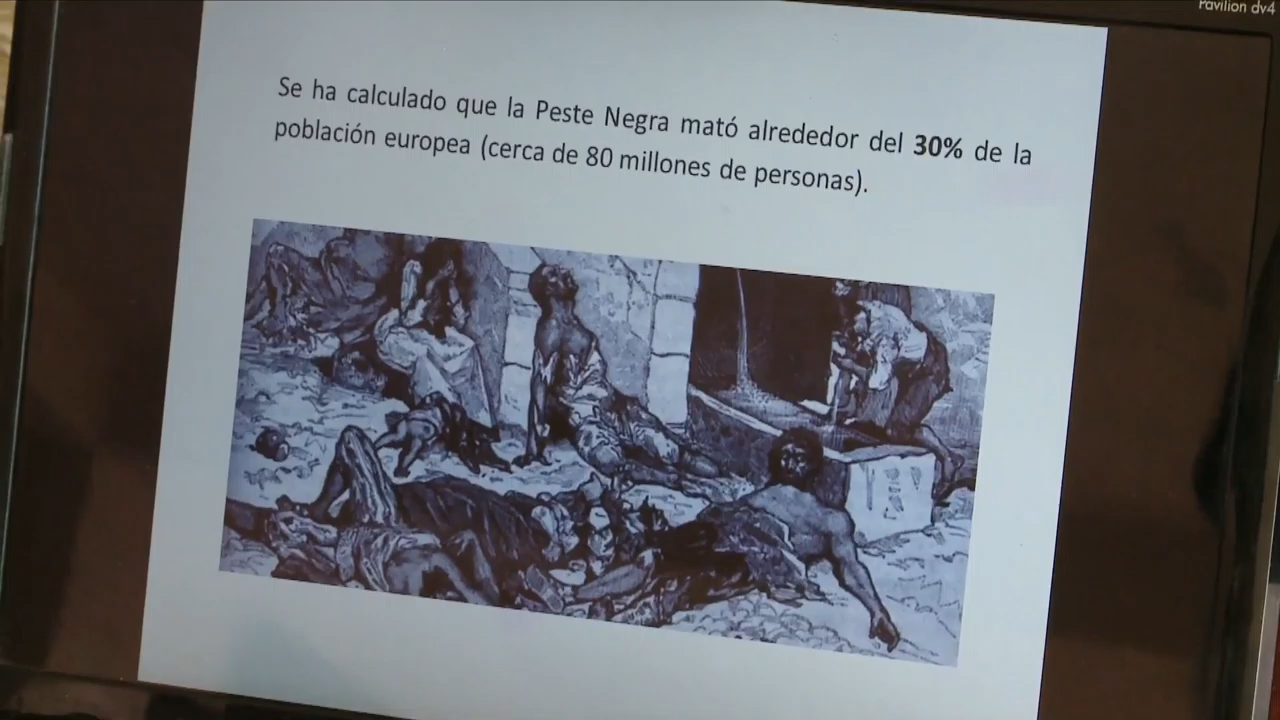 Pavilion dv4
Se ha calculado que la Peste Negra mató alrededor del 30% de la
población europea (cerca de 80 millones de personas).